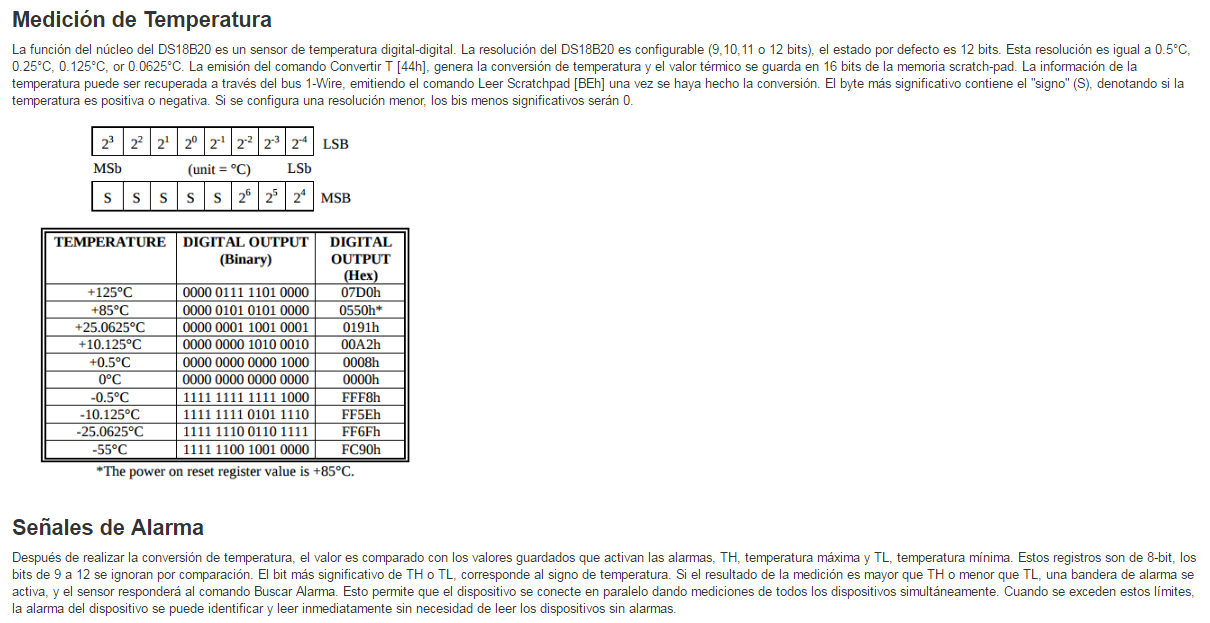 Medición de Temperatura
La función del núcleo del DS18B20 es un sensor de temperatura digital-digital. La resolución del DS18B20 es configurable (9,10,11 o 12 bits), el estado por defecto es 12 bits. Esta resolución es igual a 0.5°C,
0.25°C, 0.125°C, or 0.0625°C. La emisión del comando Convertir T [44h], genera la conversión de temperatura y el valor térmico se guarda en 16 bits de la memoria scratch-pad. La información de la
temperatura puede ser recuperada a través del bus 1-Wire, emitiendo el comando Leer Scratchpad [BEh] una vez se haya hecho la conversión. El byte más significativo contiene el "signo" (S), denotando si la
temperatura es positiva o negativa. Si se configura una resolución menor, los bis menos significativos serán 0.
2³ 2² 2¹ 2⁰ 2⁻¹ 2⁻² 2⁻³ 2⁻⁴ LSB
MSb (unit = °C) LSb
S S S S S 2⁶ 2⁵ 2⁴ MSB
TEMPERATURE DIGITAL OUTPUT DIGITAL
(Binary) OUTPUT
(Hex)
+125°C 0000 0111 1101 0000 07D0h
+85°C 0000 0101 0101 0000 0550h*
+25.0625°C 0000 0001 1001 0001 0191h
+10.125°C 0000 0000 1010 0010 00A2h
+0.5°C 0000 0000 0000 1000 0008h
0°C 0000 0000 0000 0000 0000h
-0.5°C 1111 1111 1111 1000 FFF8h
-10.125°C 1111 1111 0101 1110 FF5Eh
-25.0625°C 1111 1110 0110 1111 FF6Fh
-55°C 1111 1100 1001 0000 FC90h
*The power on reset register value is +85°C.
Señales de Alarma
Después de realizar la conversión de temperatura, el valor es comparado con los valores guardados que activan las alarmas, TH, temperatura máxima y TL, temperatura mínima. Estos registros son de 8-bit, los
bits de 9 a 12 se ignoran por comparación. El bit más significativo de TH o TL, corresponde al signo de temperatura. Si el resultado de la medición es mayor que TH o menor que TL, una bandera de alarma se
activa, y el sensor responderá al comando Buscar Alarma. Esto permite que el dispositivo se conecte en paralelo dando mediciones de todos los dispositivos simultáneamente. Cuando se exceden estos límites,
la alarma del dispositivo se puede identificar y leer inmediatamente sin necesidad de leer los dispositivos sin alarmas.